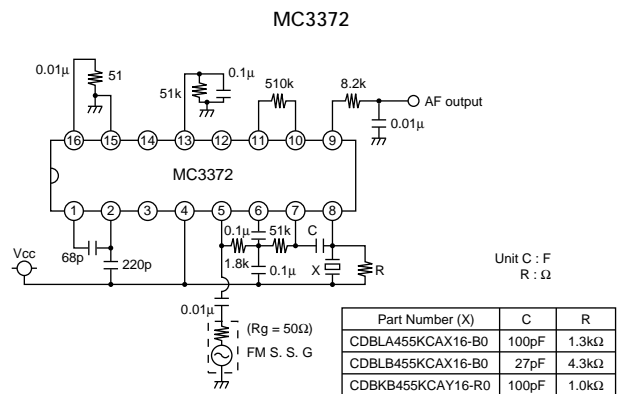 MC3372
0.01μ
51
51k
0.1μ
510k
8.2k
AF output
0.01μ
16 15 14 13 12 11 10 9
MC3372
1 2 3 4 5 6 7 8
Vcc
68p
220p
0.1μ
51k
C
1.8k
0.1μ
X
R
0.01μ
(Rg = 50Ω)
FM S. S. G
Unit C : F
R : Ω
Part Number (X) C R
CDBLA455KCAX16-B0 100pF 1.3kΩ
CDBLB455KCAX16-B0 27pF 4.3kΩ
CDBKB455KCAY16-R0 100pF 1.0kΩ